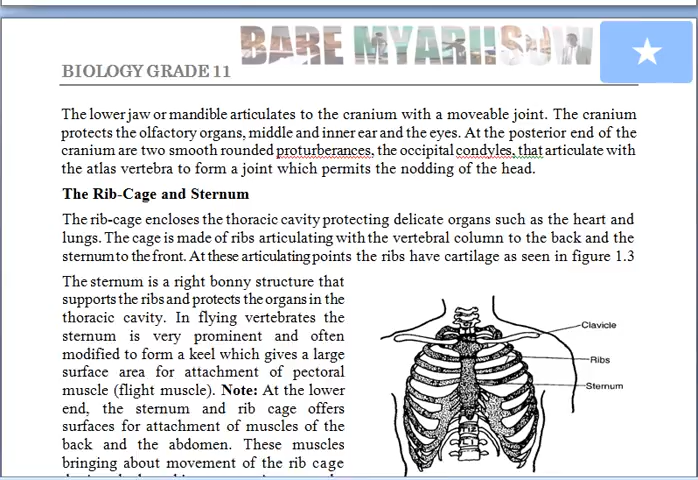 BARE MYARI!!SUW
BIOLOGY GRADE 11
The lower jaw or mandible articulates to the cranium with a moveable joint. The cranium
protects the olfactory organs, middle and inner ear and the eyes. At the posterior end of the
cranium are two smooth rounded proturberances, the occipital condyles, that articulate with
the atlas vertebra to form a joint which permits the nodding of the head.
The Rib-Cage and Sternum
The rib-cage encloses the thoracic cavity protecting delicate organs such as the heart and
lungs. The cage is made of ribs articulating with the vertebral column to the back and the
sternum to the front. At these articulating points the ribs have cartilage as seen in figure 1.3
The sternum is a right bonny structure that
supports the ribs and protects the organs in the
thoracic cavity. In flying vertebrates the
sternum is very prominent and often
modified to form a keel which gives a large
surface area for attachment of pectoral
muscle (flight muscle). Note: At the lower
end, the sternum and rib cage offers
surfaces for attachment of muscles of the
back and the abdomen. These muscles
bringing about movement of the rib cage
Clavicle
Ribs
Sternum
T12
L1